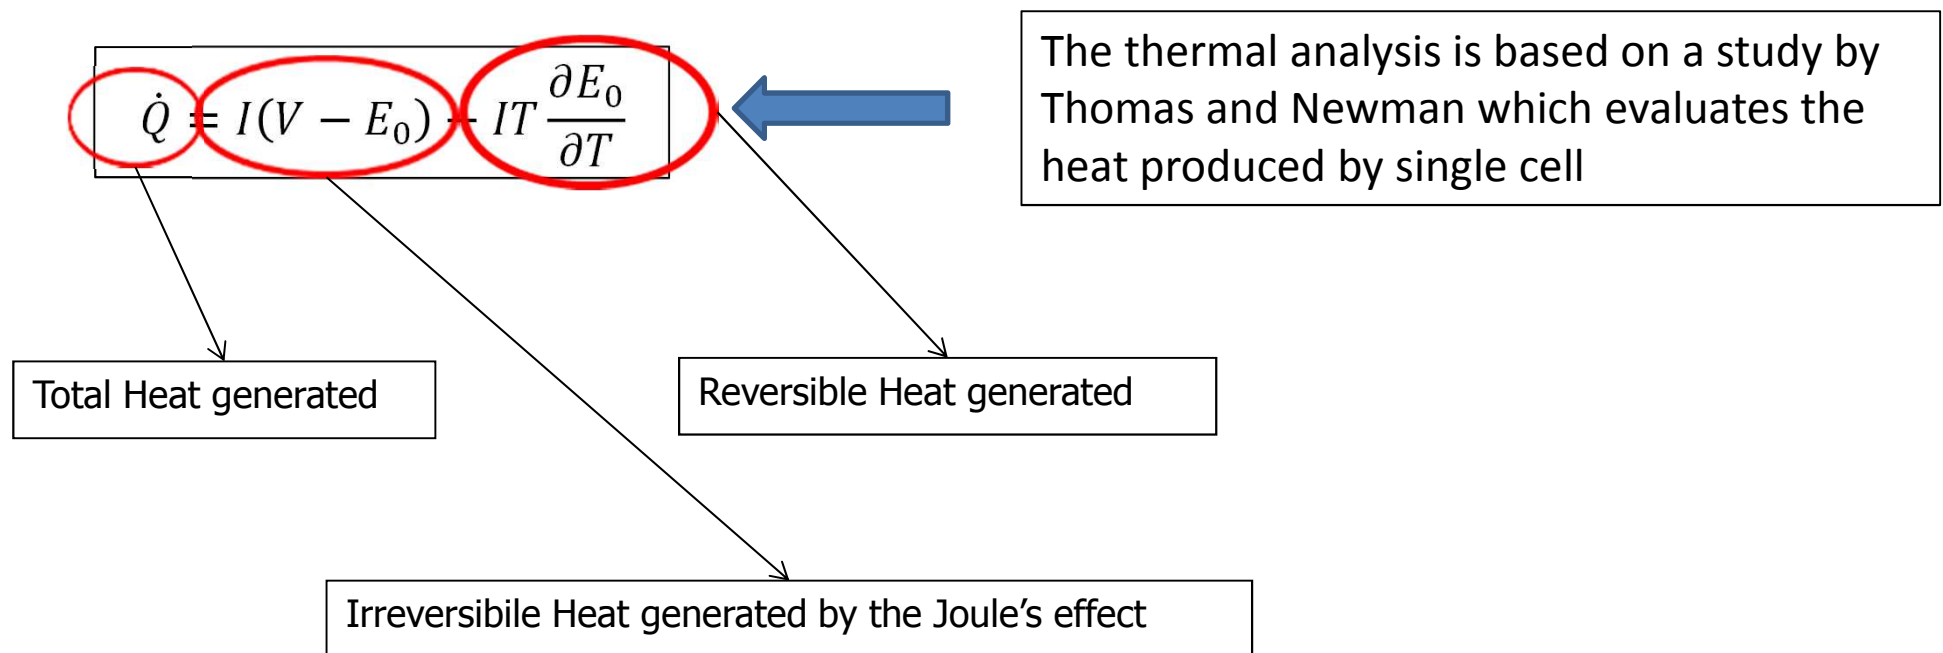 Q̇ = I(V − E₀) − IT ∂E₀/∂T
The thermal analysis is based on a study by
Thomas and Newman which evaluates the
heat produced by single cell
Total Heat generated
Reversible Heat generated
Irreversibile Heat generated by the Joule’s effect